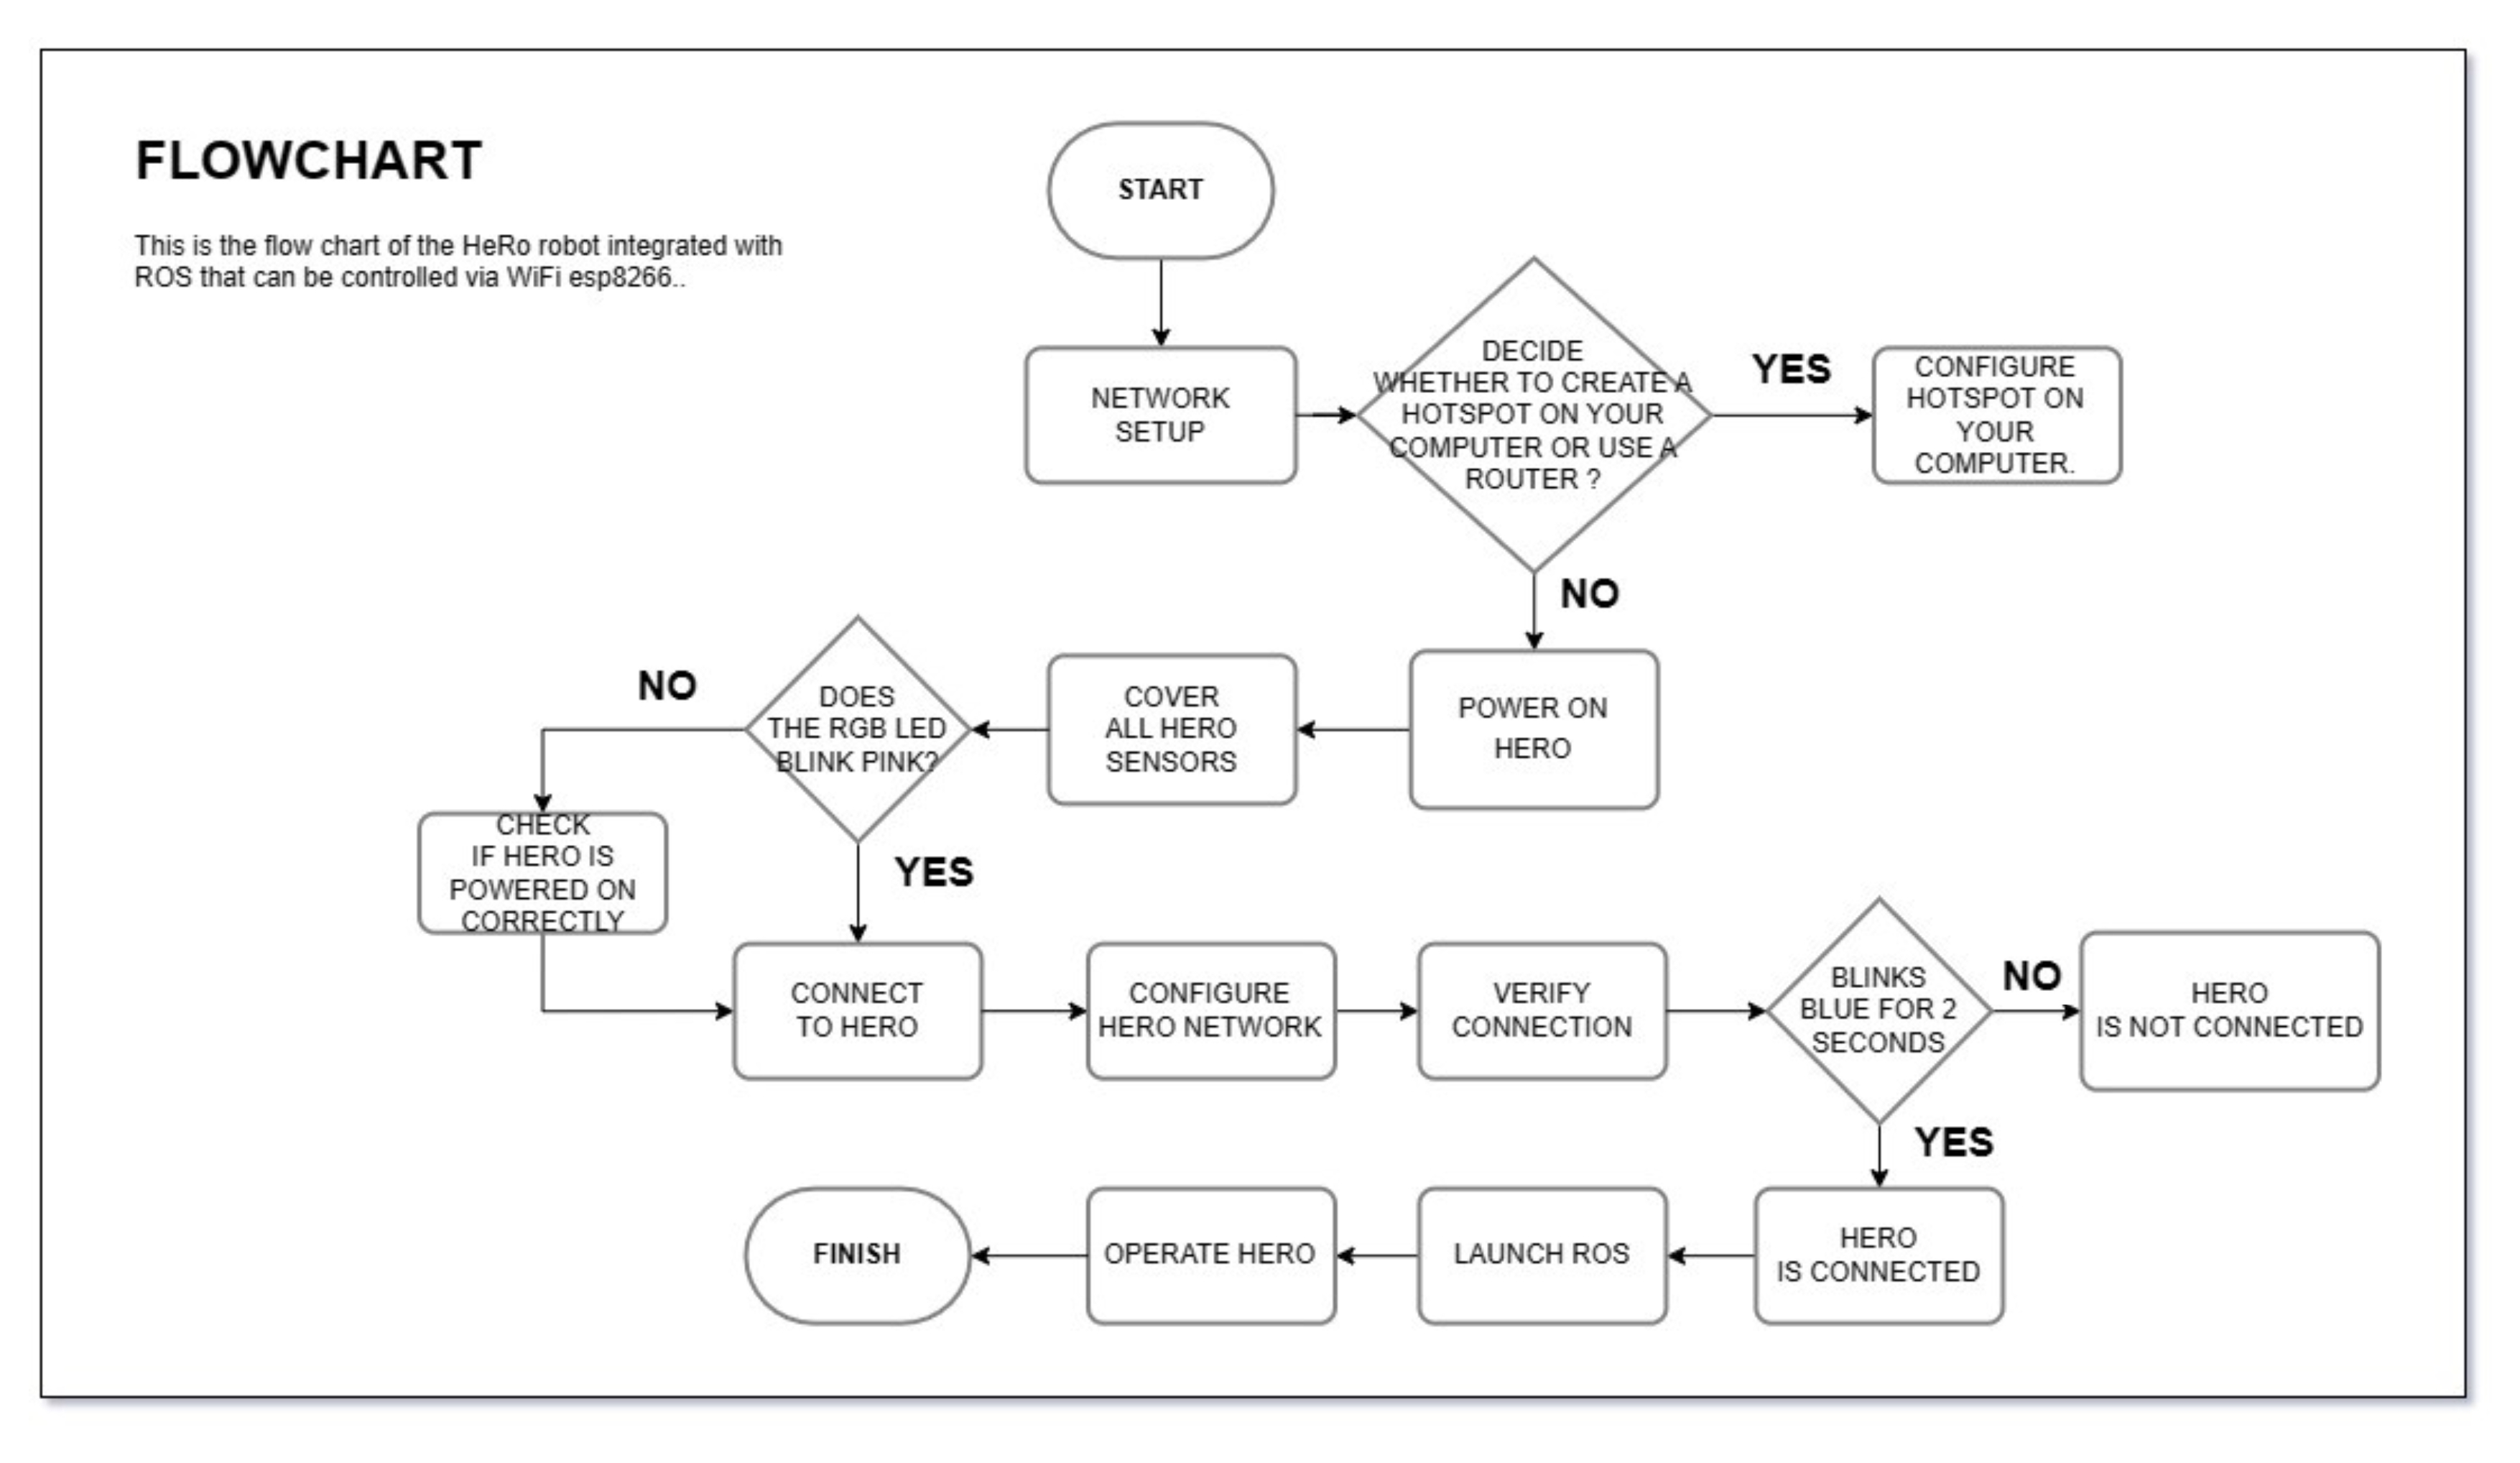 FLOWCHART
This is the flow chart of the HeRo robot integrated with
ROS that can be controlled via WiFi esp8266..
START
NETWORK
SETUP
DECIDE
WHETHER TO CREATE A
HOTSPOT ON YOUR
COMPUTER OR USE A
ROUTER ?
YES
CONFIGURE
HOTSPOT ON
YOUR
COMPUTER.
NO
POWER ON
HERO
COVER
ALL HERO
SENSORS
DOES
THE RGB LED
BLINK PINK?
NO
CHECK
IF HERO IS
POWERED ON
CORRECTLY
YES
CONNECT
TO HERO
CONFIGURE
HERO NETWORK
VERIFY
CONNECTION
BLINKS
BLUE FOR 2
SECONDS
NO
HERO
IS NOT CONNECTED
YES
HERO
IS CONNECTED
LAUNCH ROS
OPERATE HERO
FINISH